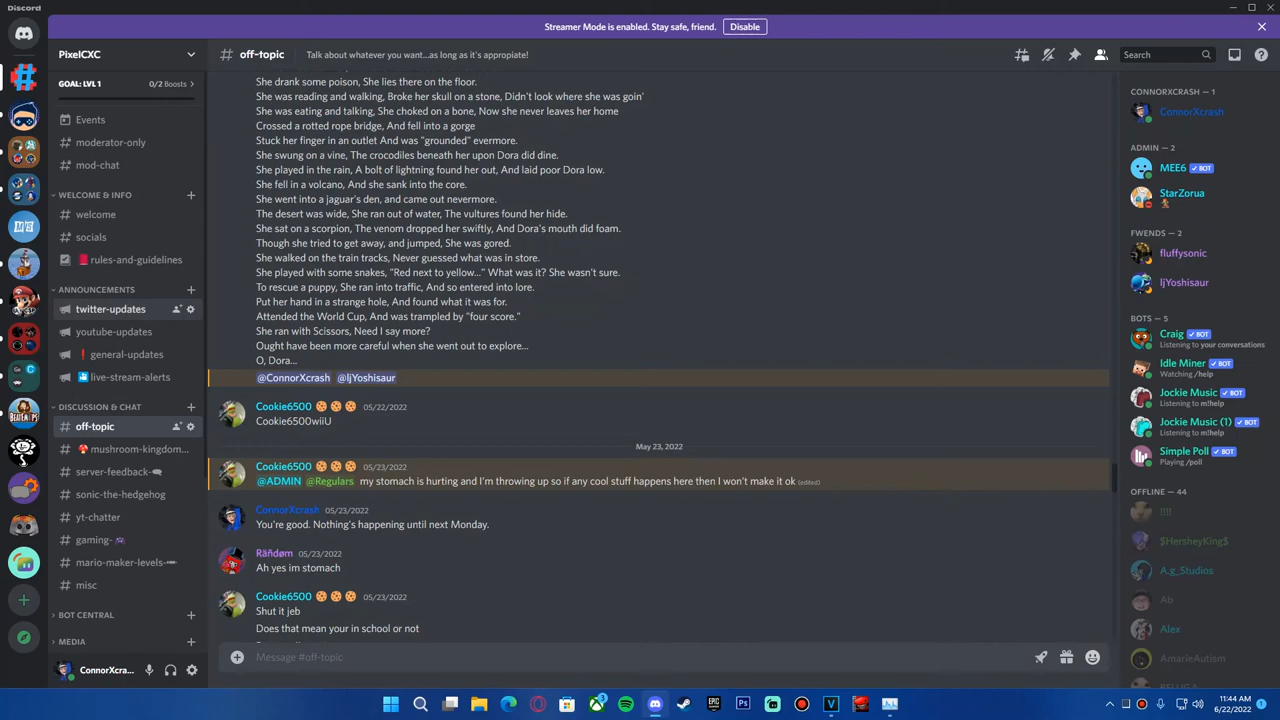 Discord
Streamer Mode is enabled. Stay safe, friend.
Disable
PixelCXC
GOAL: LVL 1
0/2 Boosts
Events
moderator-only
mod-chat
WELCOME & INFO
welcome
socials
rules-and-guidelines
ANNOUNCEMENTS
twitter-updates
youtube-updates
general-updates
live-stream-alerts
DISCUSSION & CHAT
off-topic
mushroom-kingdom...
server-feedback-
sonic-the-hedgehog
yt-chatter
gaming-
mario-maker-levels-
misc
BOT CENTRAL
MEDIA
ConnorXcra...
off-topic
Talk about whatever you want...as long as it's appropiate!
Search
She drank some poison, She lies there on the floor.
She was reading and walking, Broke her skull on a stone, Didn't look where she was goin'
She was eating and talking, She choked on a bone; Now she never leaves her home
Crossed a rotted rope bridge, And fell into a gorge
Stuck her finger in an outlet And was "grounded" evermore.
She swung on a vine, The crocodiles beneath her upon Dora did dine.
She played in the rain, A bolt of lightning found her out, And laid poor Dora low.
She fell in a volcano, And she sank into the core.
She went into a jaguar's den, and came out nevermore.
The desert was wide, She ran out of water, The vultures found her hide.
She sat on a scorpion, The venom dropped her swiftly, And Dora's mouth did foam.
Though she tried to get away, and jumped, She was gored.
She walked on the train tracks, Never guessed what was in store.
She played with some snakes, "Red next to yellow..." What was it? She wasn't sure.
To rescue a puppy, She ran into traffic, And so entered into lore.
Put her hand in a strange hole, And found what it was for.
Attended the World Cup, And was trampled by "four score."
She ran with Scissors, Need I say more?
Ought have been more careful when she went out to explore...
O, Dora...
@ConnorXcrash @ljYoshisaur
Cookie6500 05/22/2022
Cookie6500wiiU
May 23, 2022
Cookie6500 05/23/2022
@ADMIN @Regulars my stomach is hurting and I'm throwing up so if any cool stuff happens here then I won't make it ok (edited)
ConnorXcrash 05/23/2022
You're good. Nothing's happening until next Monday.
Räñdøm 05/23/2022
Ah yes im stomach
Cookie6500 05/23/2022
Shut it jeb
Does that mean your in school or not
Message #off-topic
CONNORXCRASH — 1
ConnorXcrash
ADMIN — 2
MEE6 BOT
StarZorua
FWENDS — 2
fluffysonic
ljYoshisaur
BOTS — 5
Craig BOT
Listening to your conversations
Idle Miner BOT
Watching /help
Jockie Music BOT
Listening to m!help
Jockie Music (1) BOT
Listening to m!help
Simple Poll BOT
Playing /poll
OFFLINE — 44
!!!!
$HersheyKing$
A.g_Studios
Ab
Alex
AmarieAutism
11:44 AM
6/22/2022